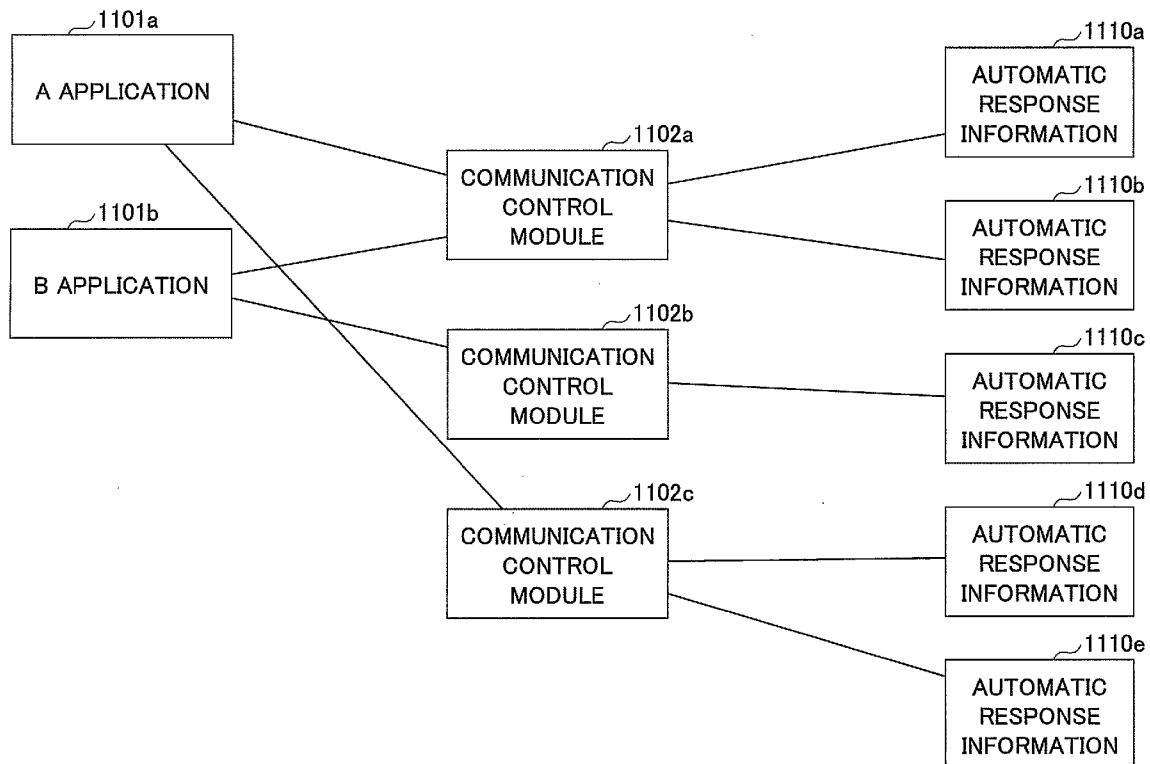 1101a
A APPLICATION
1101b
B APPLICATION
1102a
COMMUNICATION
CONTROL
MODULE
1102b
COMMUNICATION
CONTROL
MODULE
1102c
COMMUNICATION
CONTROL
MODULE
1110a
AUTOMATIC
RESPONSE
INFORMATION
1110b
AUTOMATIC
RESPONSE
INFORMATION
1110c
AUTOMATIC
RESPONSE
INFORMATION
1110d
AUTOMATIC
RESPONSE
INFORMATION
1110e
AUTOMATIC
RESPONSE
INFORMATION